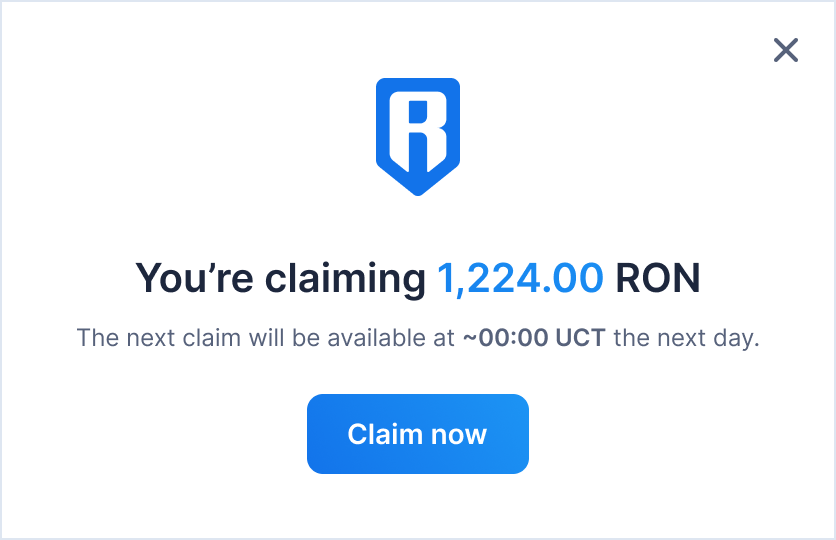 You’re claiming 1,224.00 RON
The next claim will be available at ~00:00 UCT the next day.
Claim now